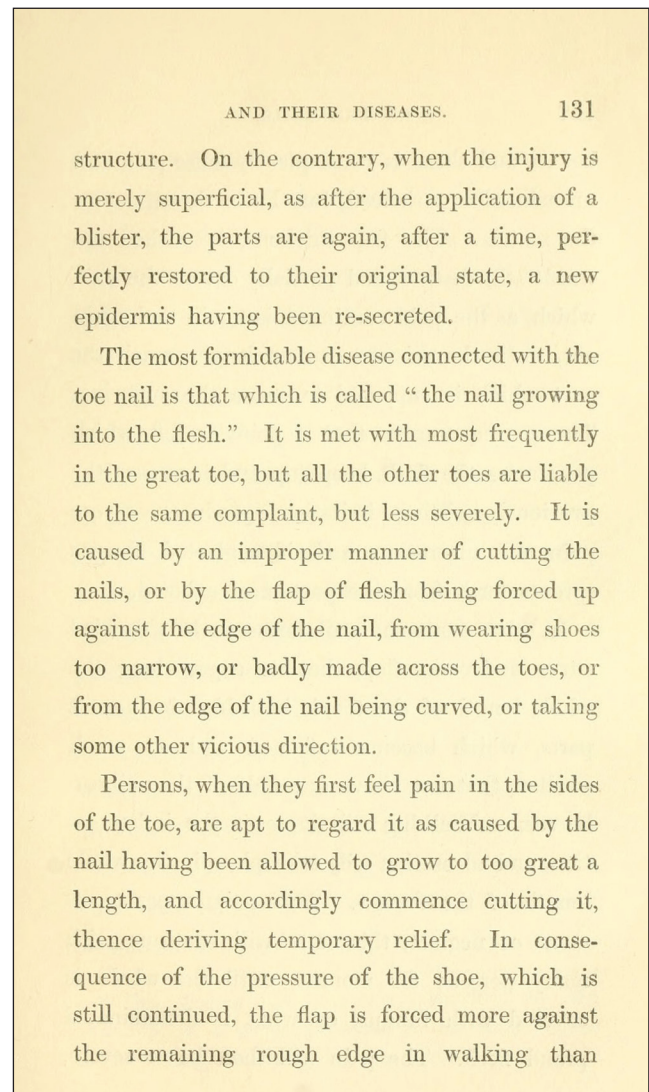 AND THEIR DISEASES. 131
structure. On the contrary, when the injury is
merely superficial, as after the application of a
blister, the parts are again, after a time, per-
fectly restored to their original state, a new
epidermis having been re-secreted.
The most formidable disease connected with the
toe nail is that which is called “ the nail growing
into the flesh.” It is met with most frequently
in the great toe, but all the other toes are liable
to the same complaint, but less severely. It is
caused by an improper manner of cutting the
nails, or by the flap of flesh being forced up
against the edge of the nail, from wearing shoes
too narrow, or badly made across the toes, or
from the edge of the nail being curved, or taking
some other vicious direction.
Persons, when they first feel pain in the sides
of the toe, are apt to regard it as caused by the
nail having been allowed to grow to too great a
length, and accordingly commence cutting it,
thence deriving temporary relief. In conse-
quence of the pressure of the shoe, which is
still continued, the flap is forced more against
the remaining rough edge in walking than